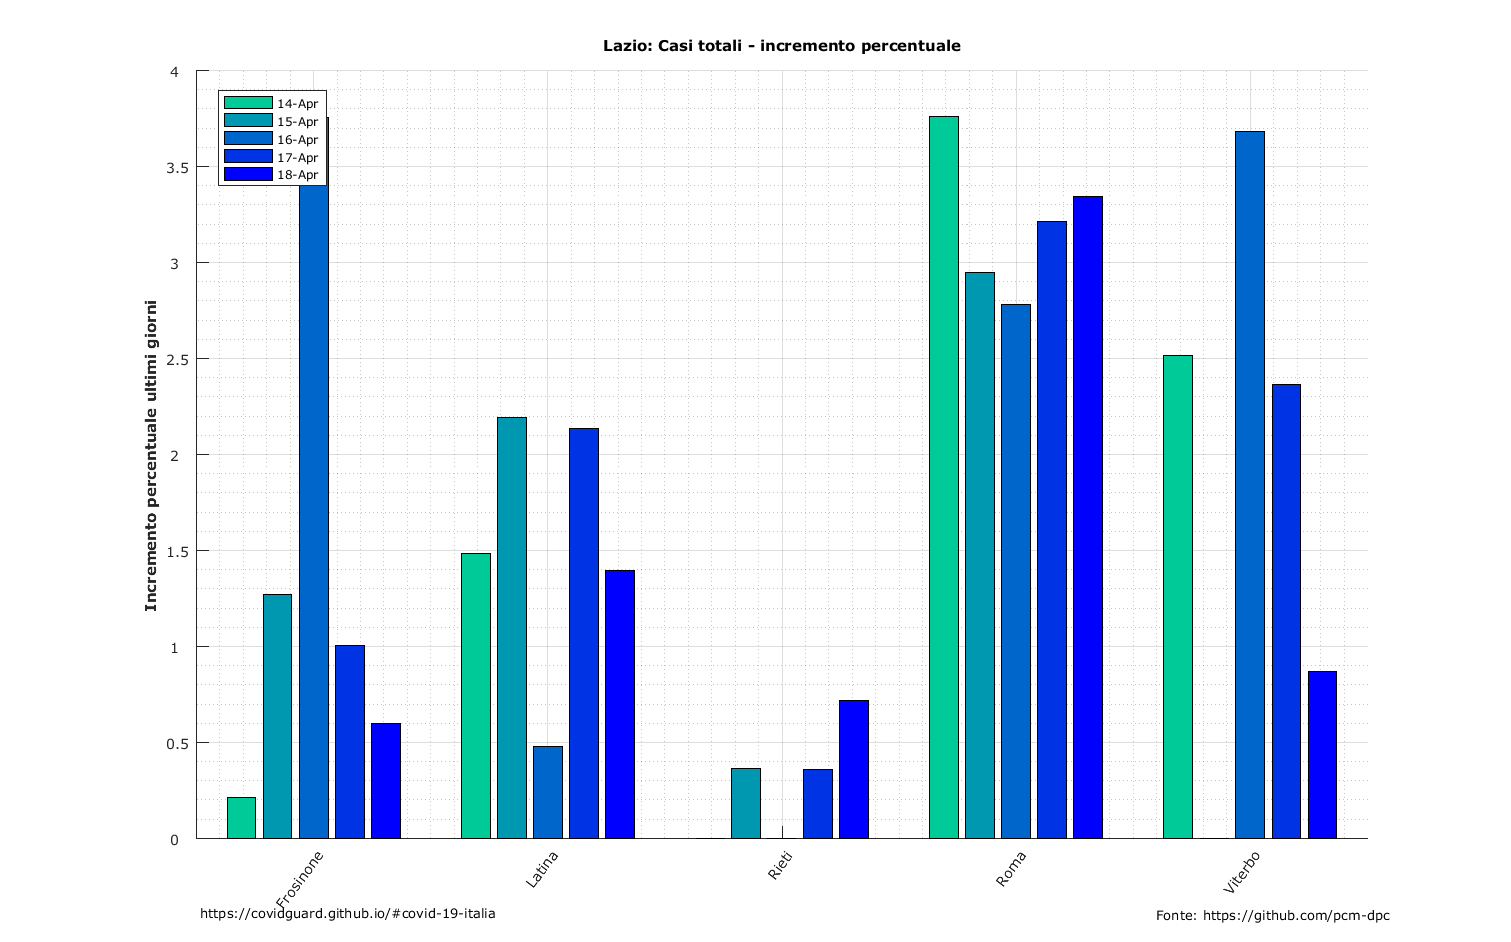 Lazio: Casi totali - incremento percentuale
Incremento percentuale ultimi giorni
4
3.5
3
2.5
2
1.5
1
0.5
0
14-Apr
15-Apr
16-Apr
17-Apr
18-Apr
Frosinone
Latina
Rieti
Roma
Viterbo
https://covidguard.github.io/#covid-19-italia
Fonte: https://github.com/pcm-dpc